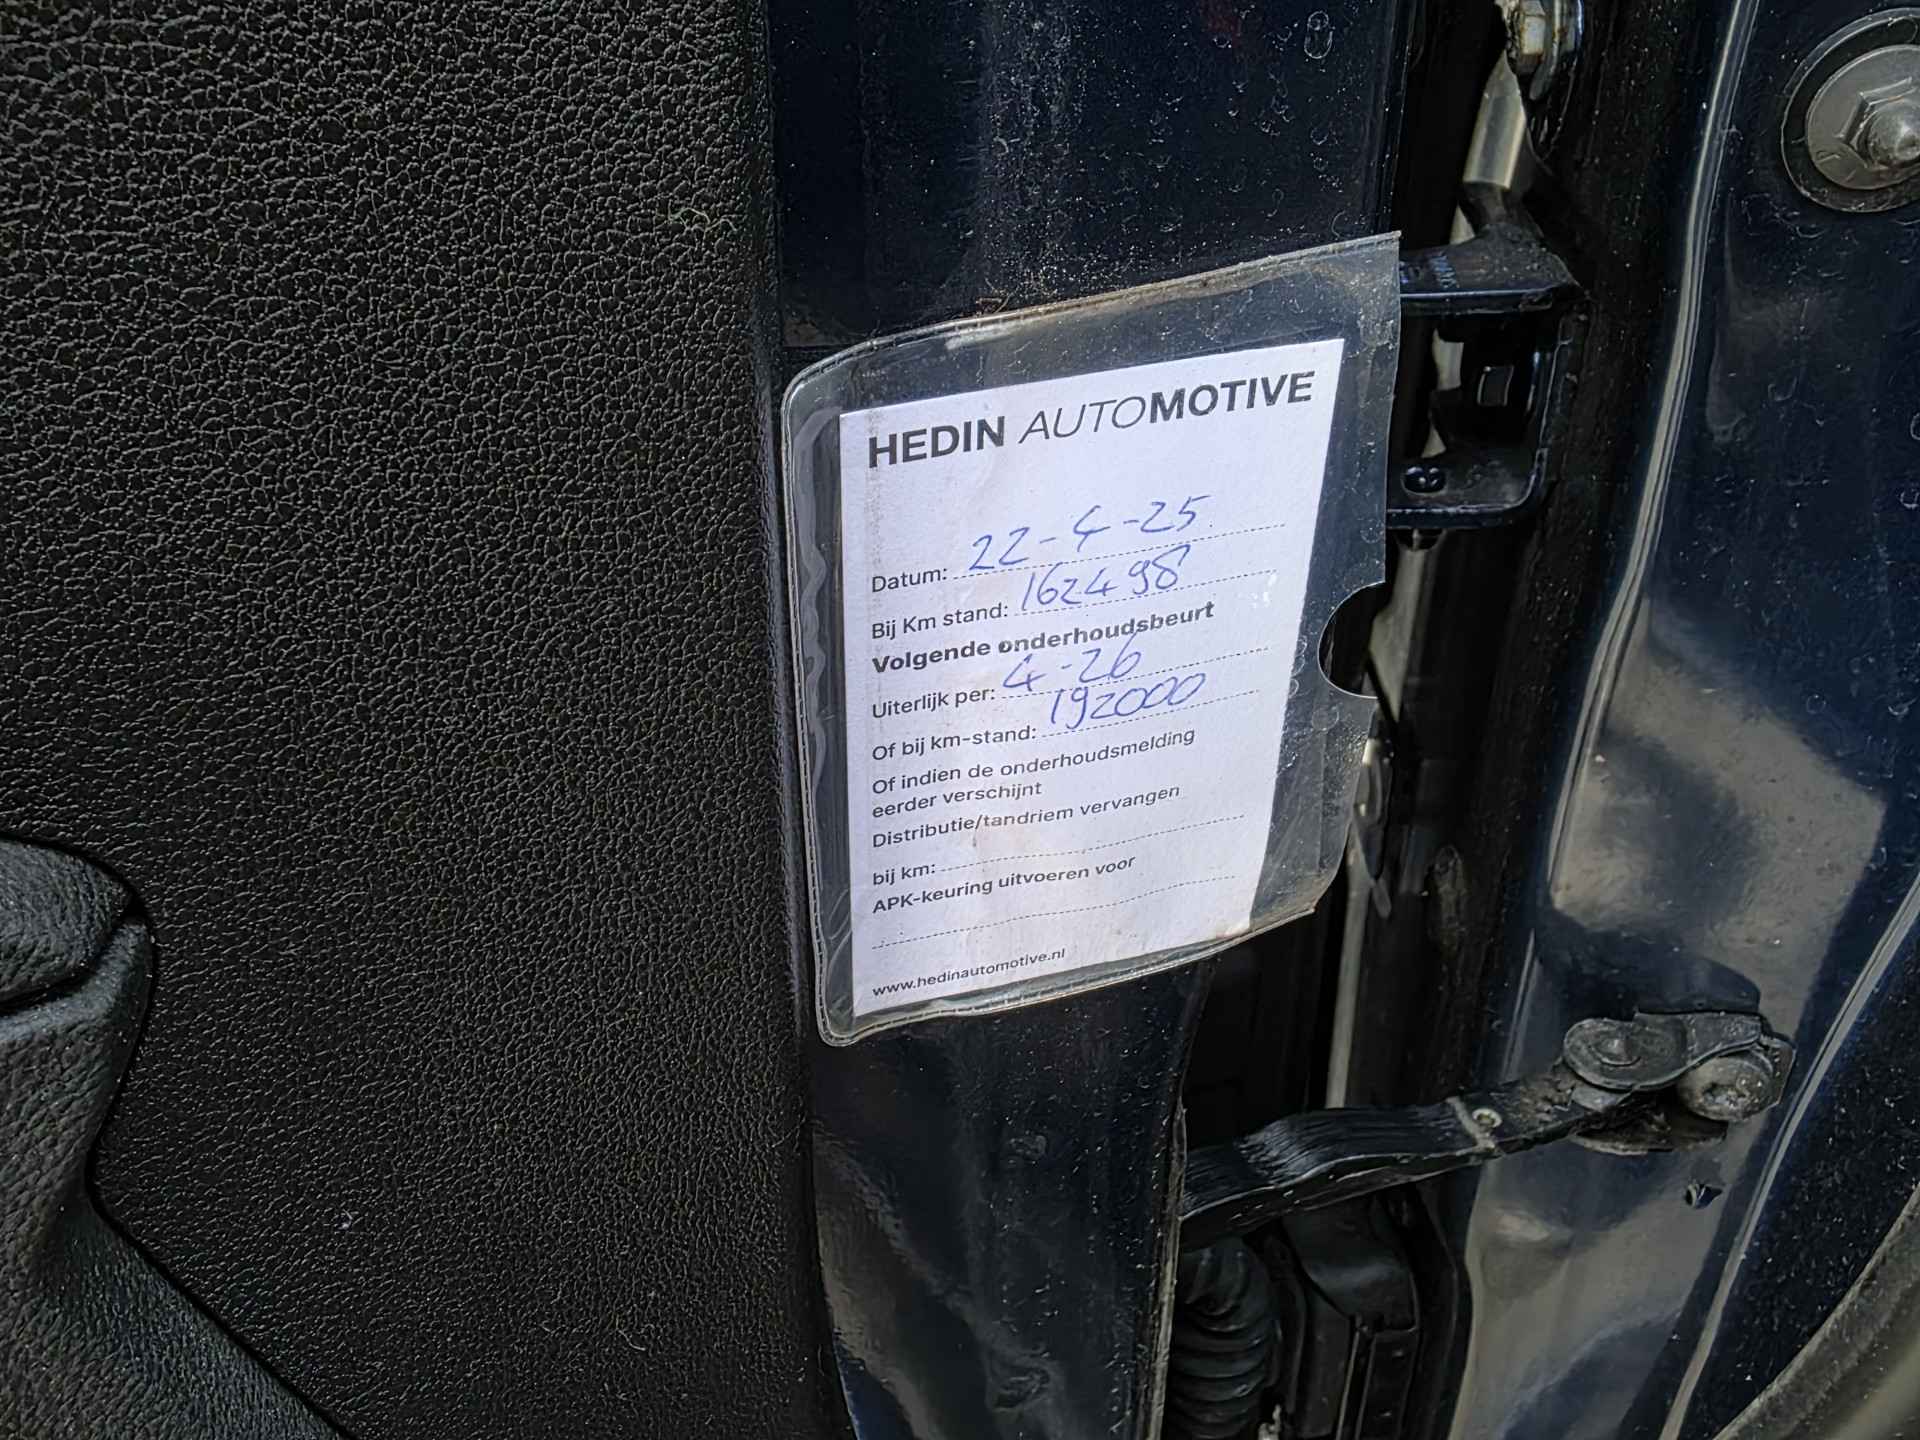 HEDIN AUTOMOTIVE
Datum: 22-4-25
Bij Km stand: 162498
Volgende onderhoudsbeurt
Uiterlijk per: 4-26
Of bij km-stand: 192000
Of indien de onderhoudsmelding
eerder verschijnt
Distributie/tandriem vervangen
bij km:
APK-keuring uitvoeren voor
www.hedinautomotive.nl